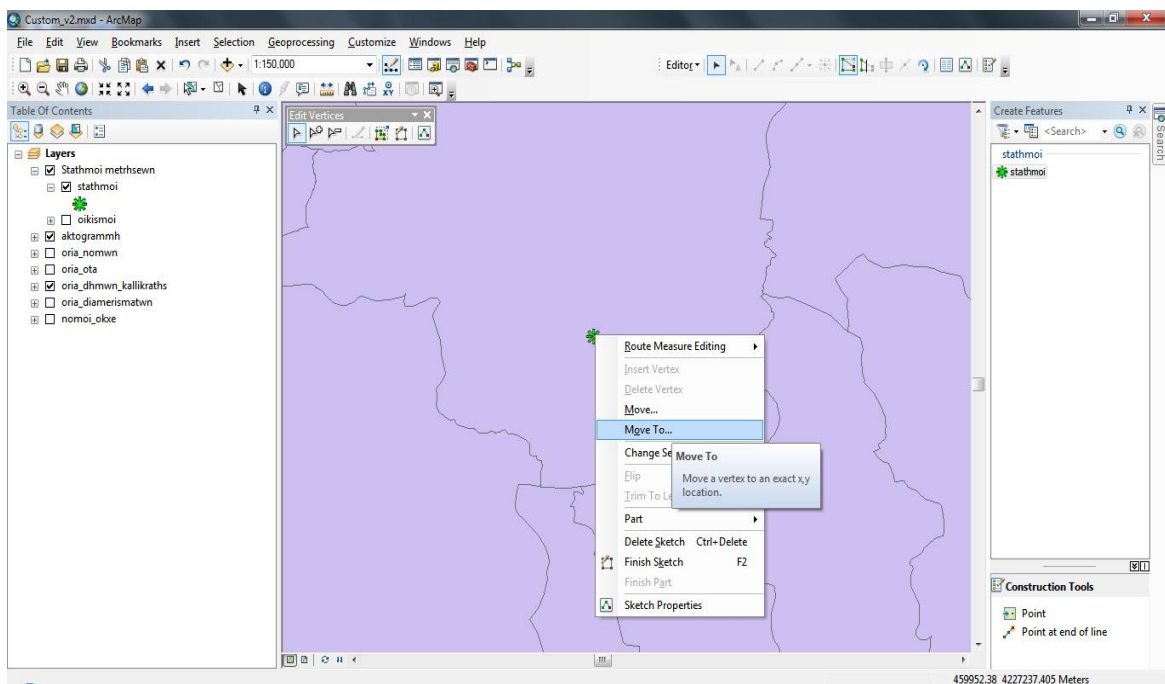 Custom_v2.mxd - ArcMap
File Edit View Bookmarks Insert Selection Geoprocessing Customize Windows Help
1:150,000
Editor
Table Of Contents
Layers
Stathmoi metrhsewn
stathmoi
oikismoi
aktogrammh
oria_nomwn
oria_ota
oria_dhmwn_kallikraths
oria_diamerismatwn
nomoi_okxe
Edit Vertices
Route Measure Editing
Insert Vertex
Delete Vertex
Move...
Move To...
Change Se
Flip
Trim To Le
Part
Delete Sketch Ctrl+Delete
Finish Sketch F2
Finish Part
Sketch Properties
Move To
Move a vertex to an exact x,y
location.
Create Features
<Search>
stathmoi
stathmoi
Search
Construction Tools
Point
Point at end of line
459952.38 4227237.405 Meters